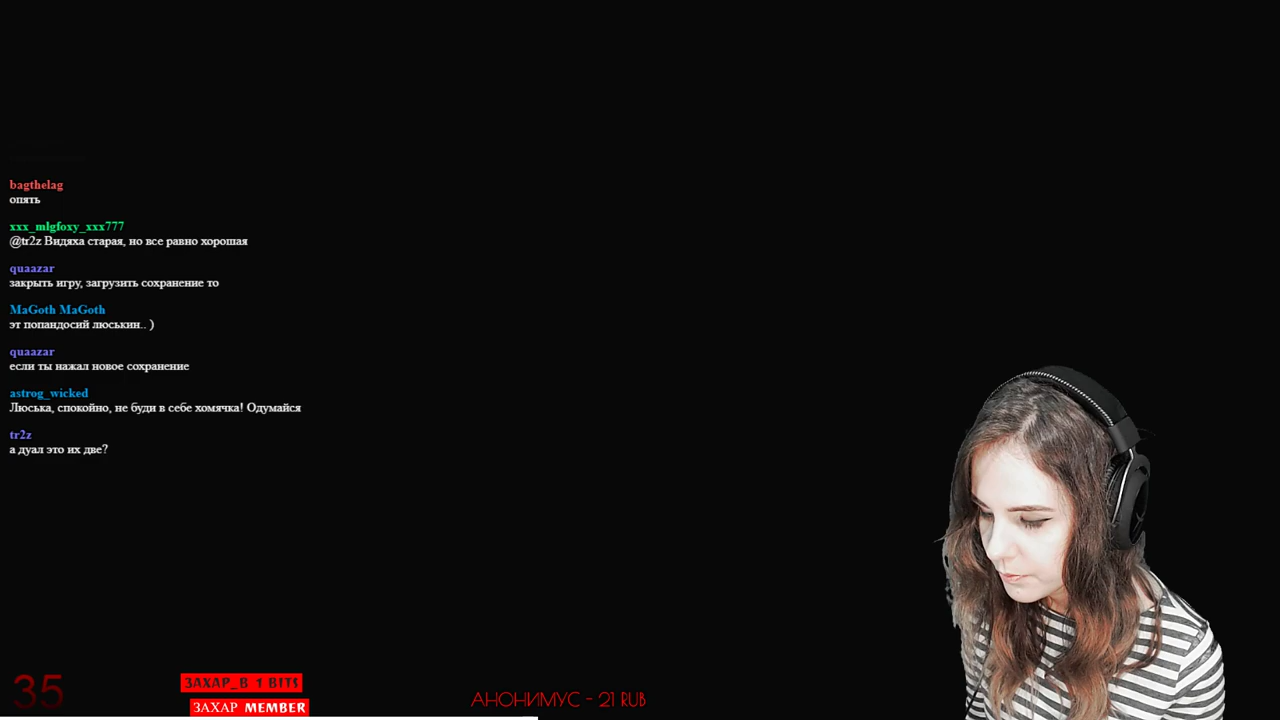 bagthelag
опять
xxx_mlgfoxy_xxx777
@tr2z Видяха старая, но все равно хорошая
quaazar
закрыть игру, загрузить сохранение то
MaGoth MaGoth
эт попандосий люськин.. )
quaazar
если ты нажал новое сохранение
astrog_wicked
Люська, спокойно, не буди в себе хомячка! Одумайся
tr2z
а дуал это их две?
35
ЗАХАР_В 1 BITS
ЗАХАР MEMBER
АНОНИМУС - 21 RUB